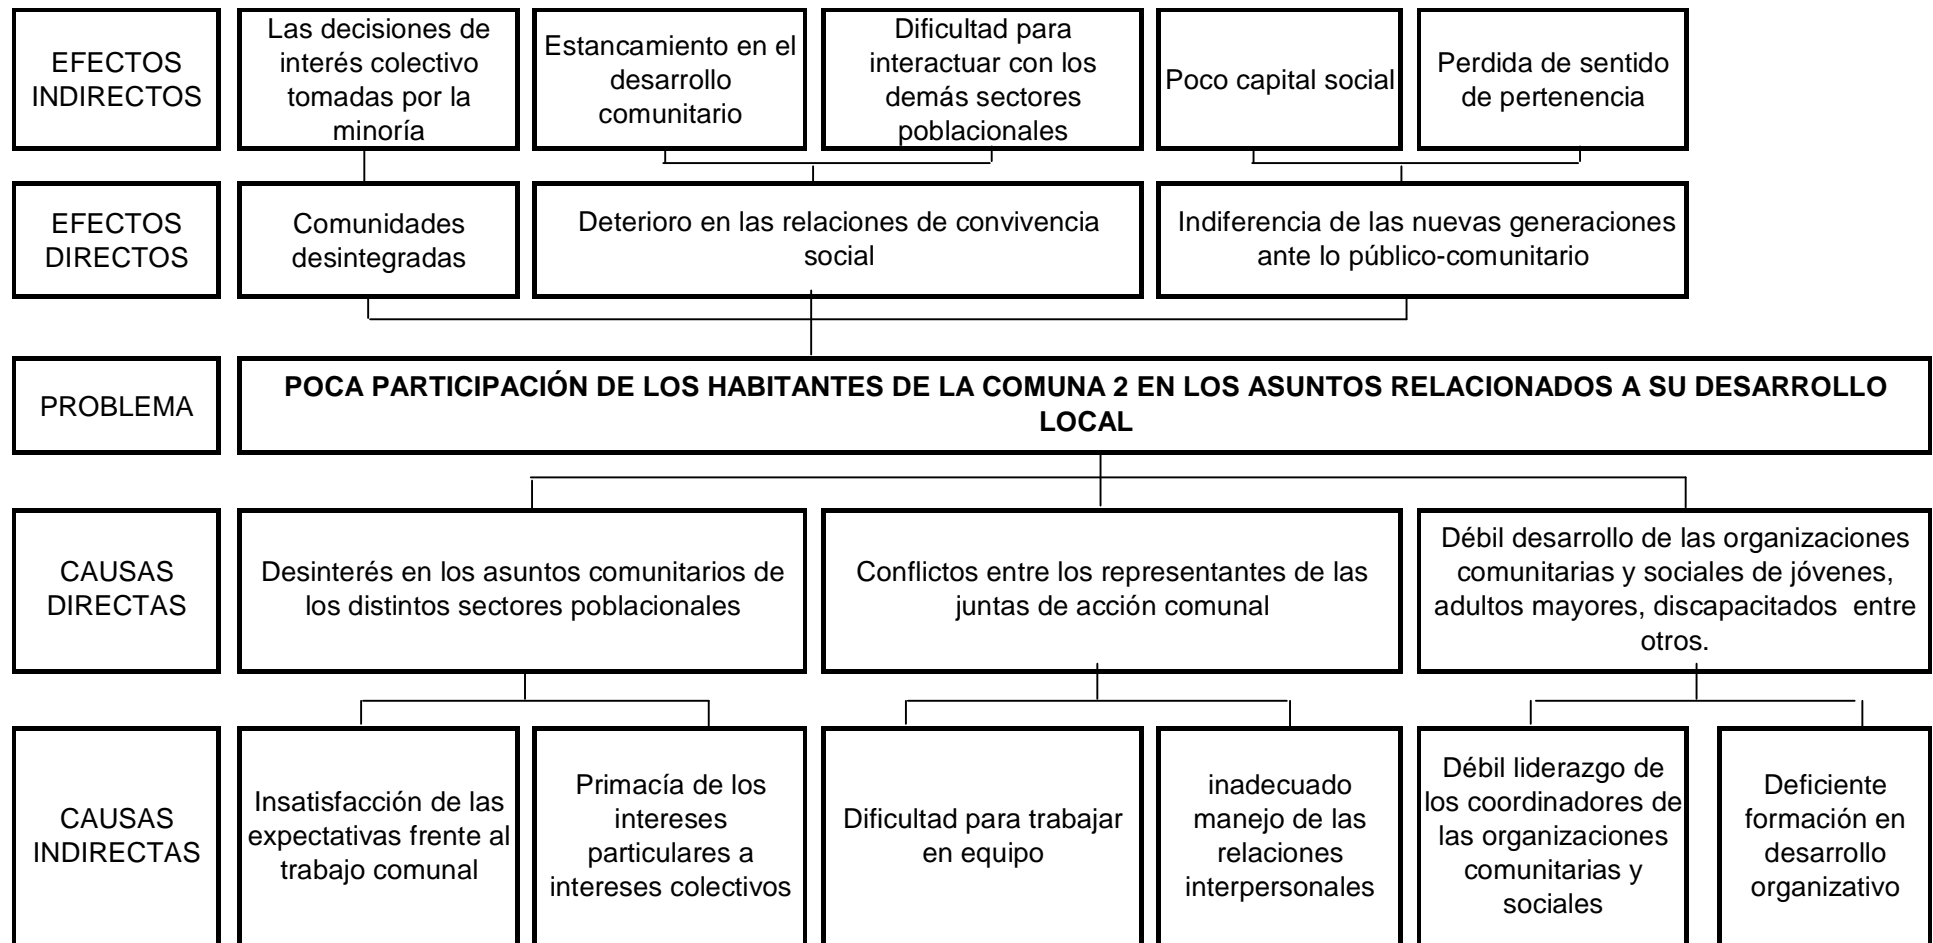 EFECTOS
INDIRECTOS
Las decisiones de
interés colectivo
tomadas por la
minoría
Estancamiento en el
desarrollo
comunitario
Dificultad para
interactuar con los
demás sectores
poblacionales
Poco capital social
Perdida de sentido
de pertenencia
EFECTOS
DIRECTOS
Comunidades
desintegradas
Deterioro en las relaciones de convivencia
social
Indiferencia de las nuevas generaciones
ante lo público-comunitario
PROBLEMA
POCA PARTICIPACIÓN DE LOS HABITANTES DE LA COMUNA 2 EN LOS ASUNTOS RELACIONADOS A SU DESARROLLO
LOCAL
CAUSAS
DIRECTAS
Desinterés en los asuntos comunitarios de
los distintos sectores poblacionales
Conflictos entre los representantes de las
juntas de acción comunal
Débil desarrollo de las organizaciones
comunitarias y sociales de jóvenes,
adultos mayores, discapacitados  entre
otros.
CAUSAS
INDIRECTAS
Insatisfacción de las
expectativas frente al
trabajo comunal
Primacía de los
intereses
particulares a
intereses colectivos
Dificultad para trabajar
en equipo
inadecuado
manejo de las
relaciones
interpersonales
Débil liderazgo de
los coordinadores de
las organizaciones
comunitarias y
sociales
Deficiente
formación en
desarrollo
organizativo